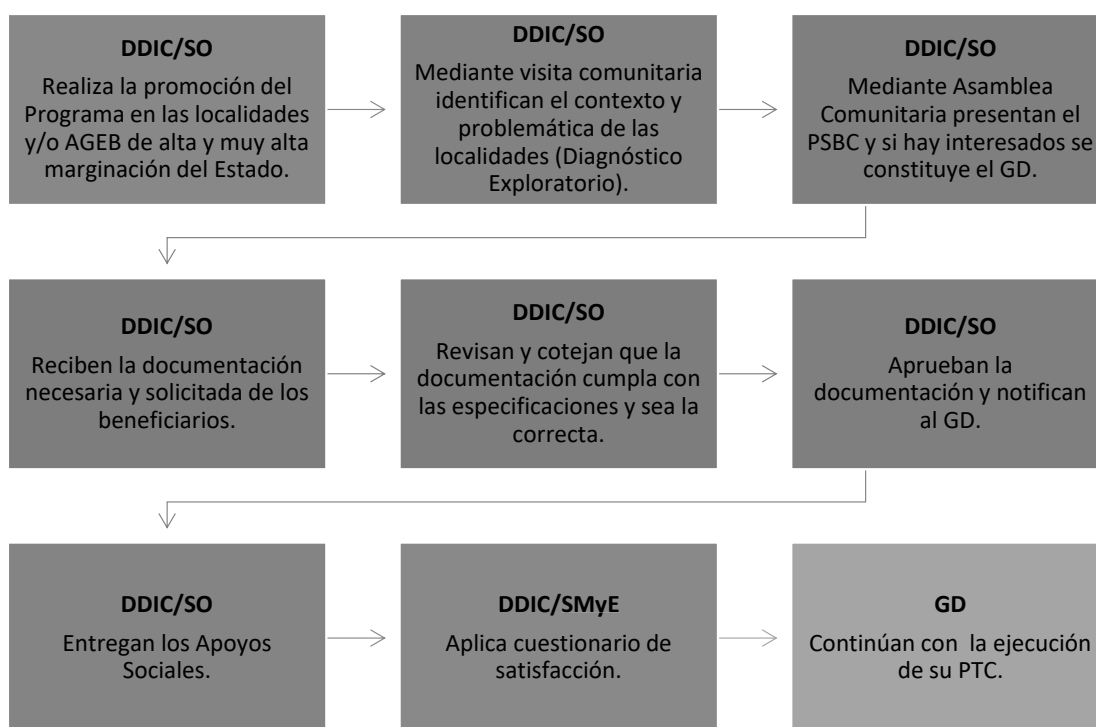 DDIC/SO
Realiza la promoción del
Programa en las localidades
y/o AGEB de alta y muy alta
marginación del Estado.
DDIC/SO
Mediante visita comunitaria
identifican el contexto y
problemática de las
localidades (Diagnóstico
Exploratorio).
DDIC/SO
Mediante Asamblea
Comunitaria presentan el
PSBC y si hay interesados se
constituye el GD.
DDIC/SO
Reciben la documentación
necesaria y solicitada de los
beneficiarios.
DDIC/SO
Revisan y cotejan que la
documentación cumpla con
las especificaciones y sea la
correcta.
DDIC/SO
Aprueban la
documentación y notifican
al GD.
DDIC/SO
Entregan los Apoyos
Sociales.
DDIC/SMyE
Aplica cuestionario de
satisfacción.
GD
Continúan con la ejecución
de su PTC.